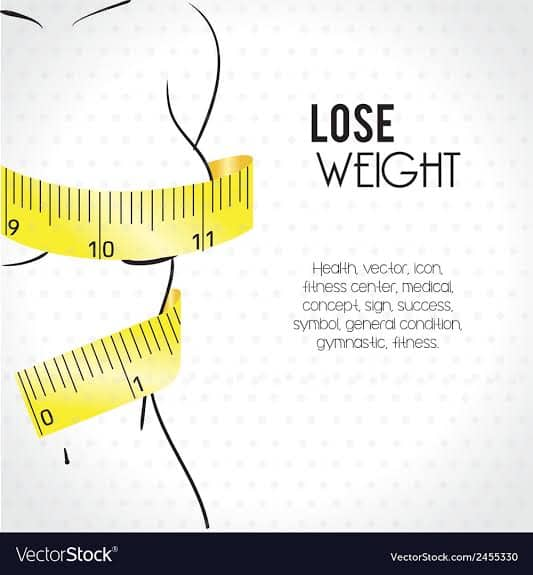 LOSE
WEIGHT
9
10
11
Health, vector, icon,
fitness center, medical,
concept, sign, success,
symbol, general condition,
gymnastic, fitness.
1
0
VectorStock®
VectorStock.com/2455330